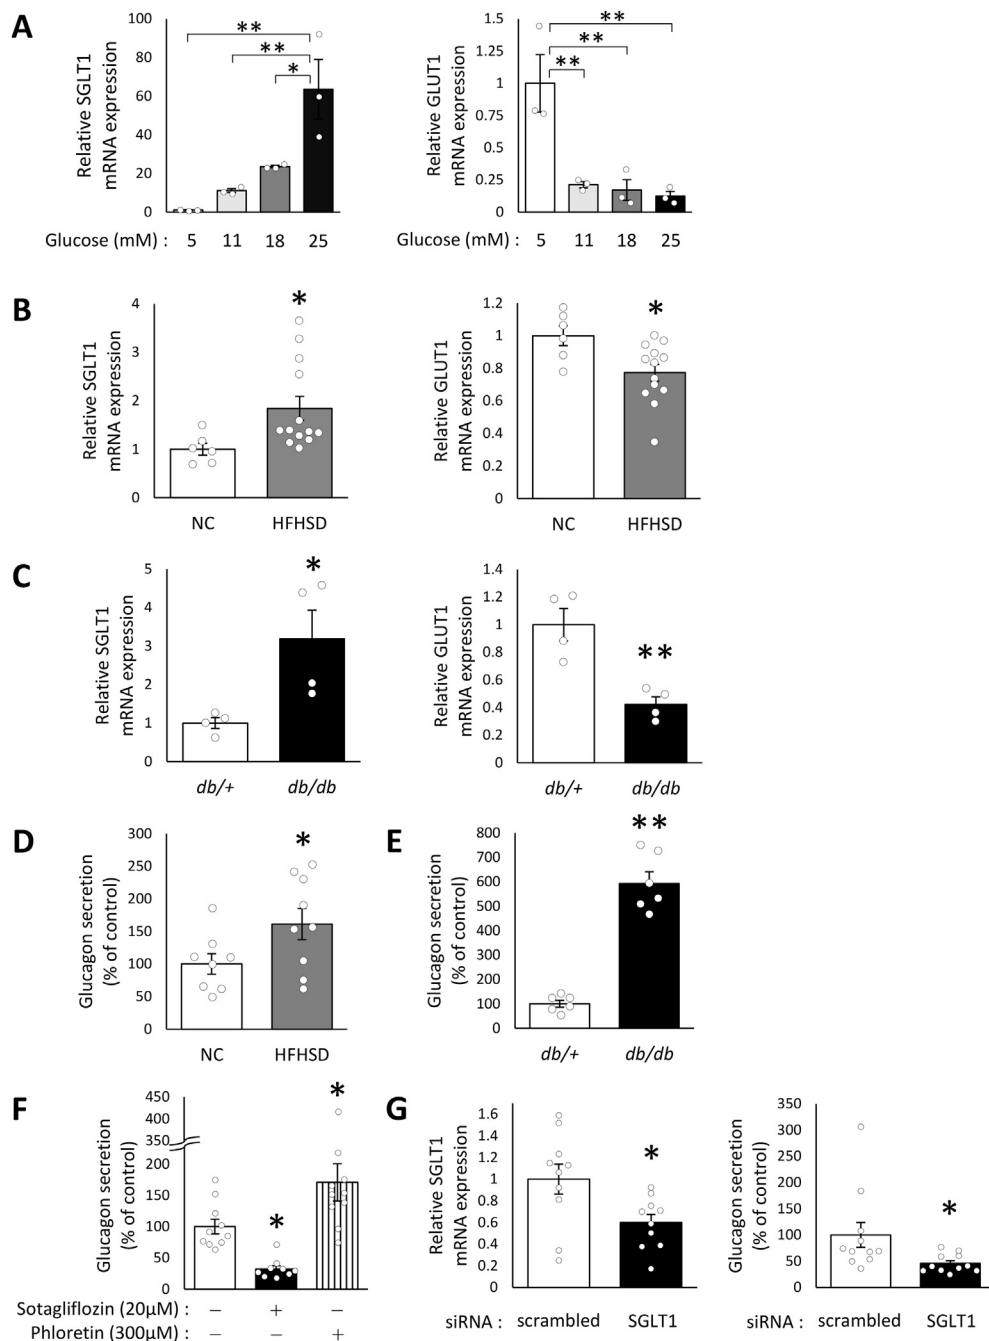 A
Relative SGLT1
mRNA expression
100
80
60
40
20
0
**
**
*
Glucose (mM) : 5 11 18 25
Relative GLUT1
mRNA expression
1.5
1.25
1
0.75
0.5
0.25
0
**
**
**
Glucose (mM) : 5 11 18 25
B
Relative SGLT1
mRNA expression
4
3
2
1
0
*
NC HFHSD
Relative GLUT1
mRNA expression
1.2
1
0.8
0.6
0.4
0.2
0
*
NC HFHSD
C
Relative SGLT1
mRNA expression
5
4
3
2
1
0
*
db/+ db/db
Relative GLUT1
mRNA expression
1.4
1.2
1
0.8
0.6
0.4
0.2
0
**
db/+ db/db
D
Glucagon secretion
(% of control)
300
250
200
150
100
50
0
*
NC HFHSD
E
Glucagon secretion
(% of control)
800
700
600
500
400
300
200
100
0
**
db/+ db/db
F
Glucagon secretion
(% of control)
450
400
350
200
150
100
50
0
*
*
Sotagliflozin (20μM) : − + −
Phloretin (300μM) : − − +
G
Relative SGLT1
mRNA expression
1.6
1.4
1.2
1
0.8
0.6
0.4
0.2
0
*
siRNA : scrambled SGLT1
Glucagon secretion
(% of control)
350
300
250
200
150
100
50
0
*
siRNA : scrambled SGLT1